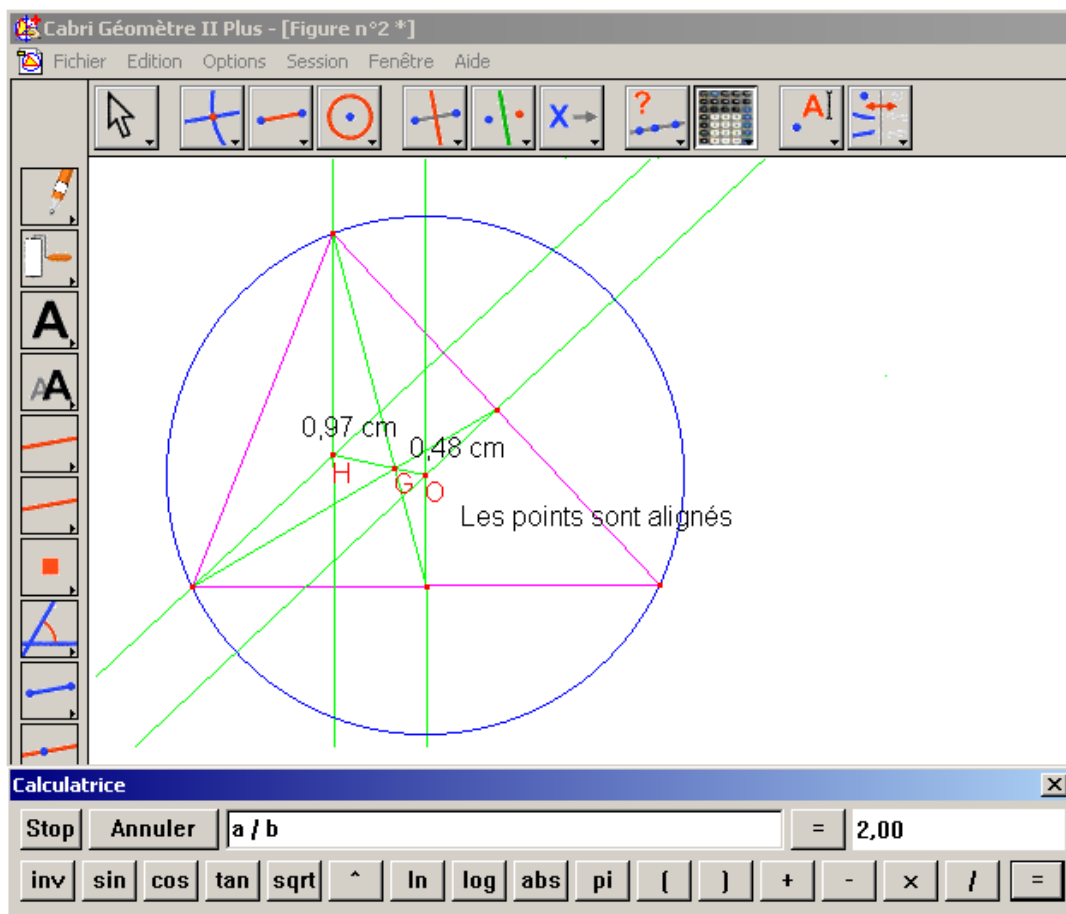 Cabri Géomètre II Plus - [Figure n°2 *]
Fichier Edition Options Session Fenêtre Aide
X ? A
A
AA
0,97 cm
0,48 cm
H
G
O
Les points sont alignés
Calculatrice
Stop Annuler a / b = 2,00
inv sin cos tan sqrt ^ ln log abs pi ( ) + - × / =